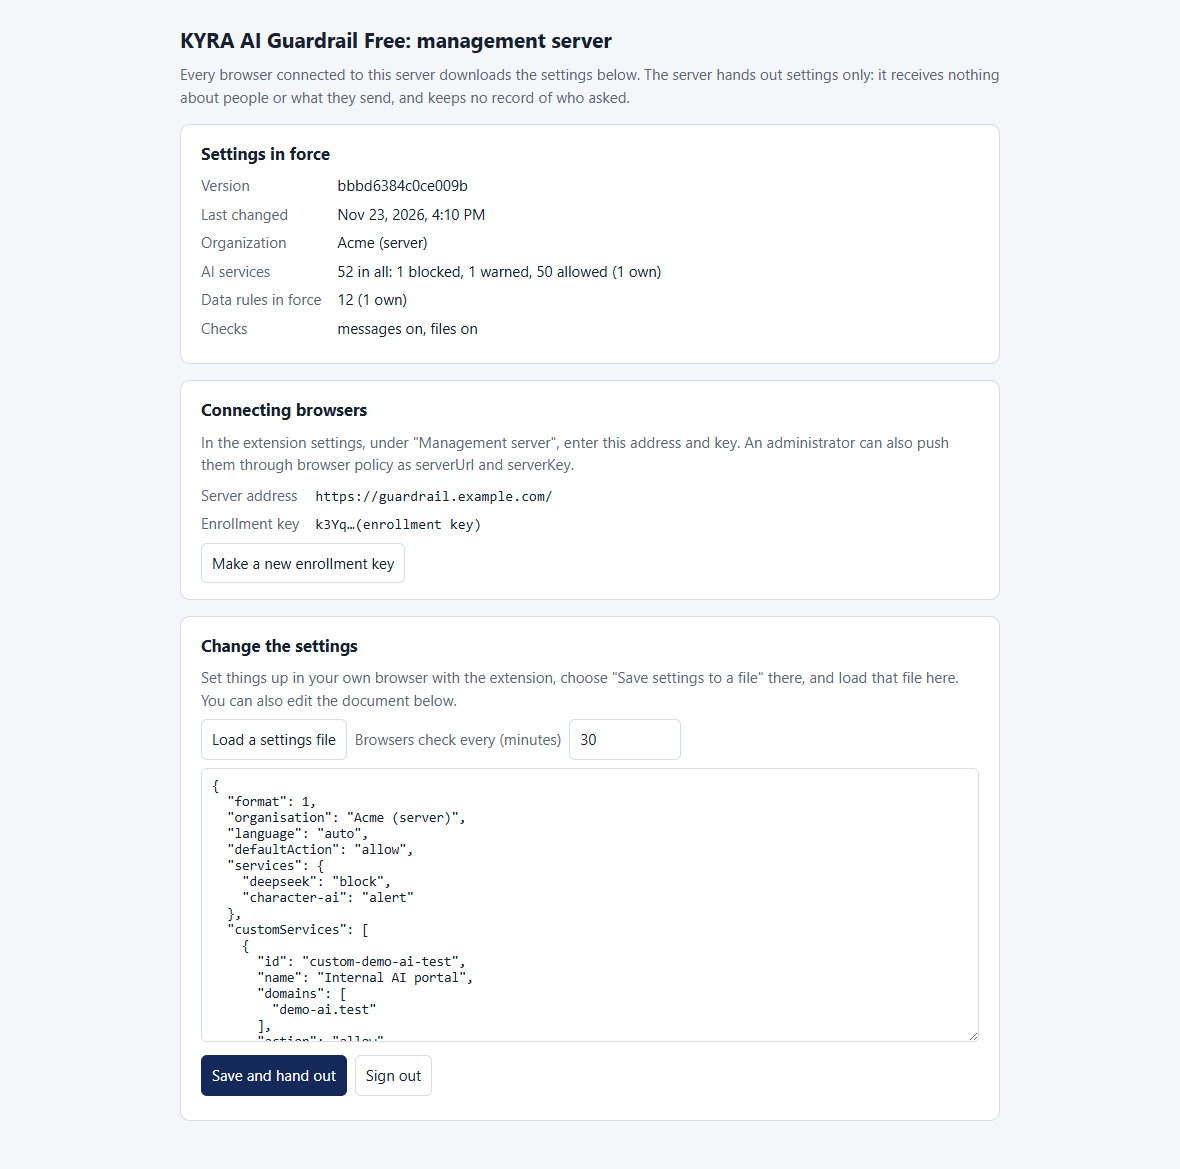 KYRA AI Guardrail Free: management server
Every browser connected to this server downloads the settings below. The server hands out settings only: it receives nothing
about people or what they send, and keeps no record of who asked.
Settings in force
Version bbbd6384c0ce009b
Last changed Nov 23, 2026, 4:10 PM
Organization Acme (server)
AI services 52 in all: 1 blocked, 1 warned, 50 allowed (1 own)
Data rules in force 12 (1 own)
Checks messages on, files on
Connecting browsers
In the extension settings, under "Management server", enter this address and key. An administrator can also push
them through browser policy as serverUrl and serverKey.
Server address https://guardrail.example.com/
Enrollment key k3Yq…(enrollment key)
Make a new enrollment key
Change the settings
Set things up in your own browser with the extension, choose "Save settings to a file" there, and load that file here.
You can also edit the document below.
Load a settings file Browsers check every (minutes) 30
{
  "format": 1,
  "organisation": "Acme (server)",
  "language": "auto",
  "defaultAction": "allow",
  "services": {
    "deepseek": "block",
    "character-ai": "alert"
  },
  "customServices": [
    {
      "id": "custom-demo-ai-test",
      "name": "Internal AI portal",
      "domains": [
        "demo-ai.test"
      ],
      "action": "allow"
Save and hand out Sign out